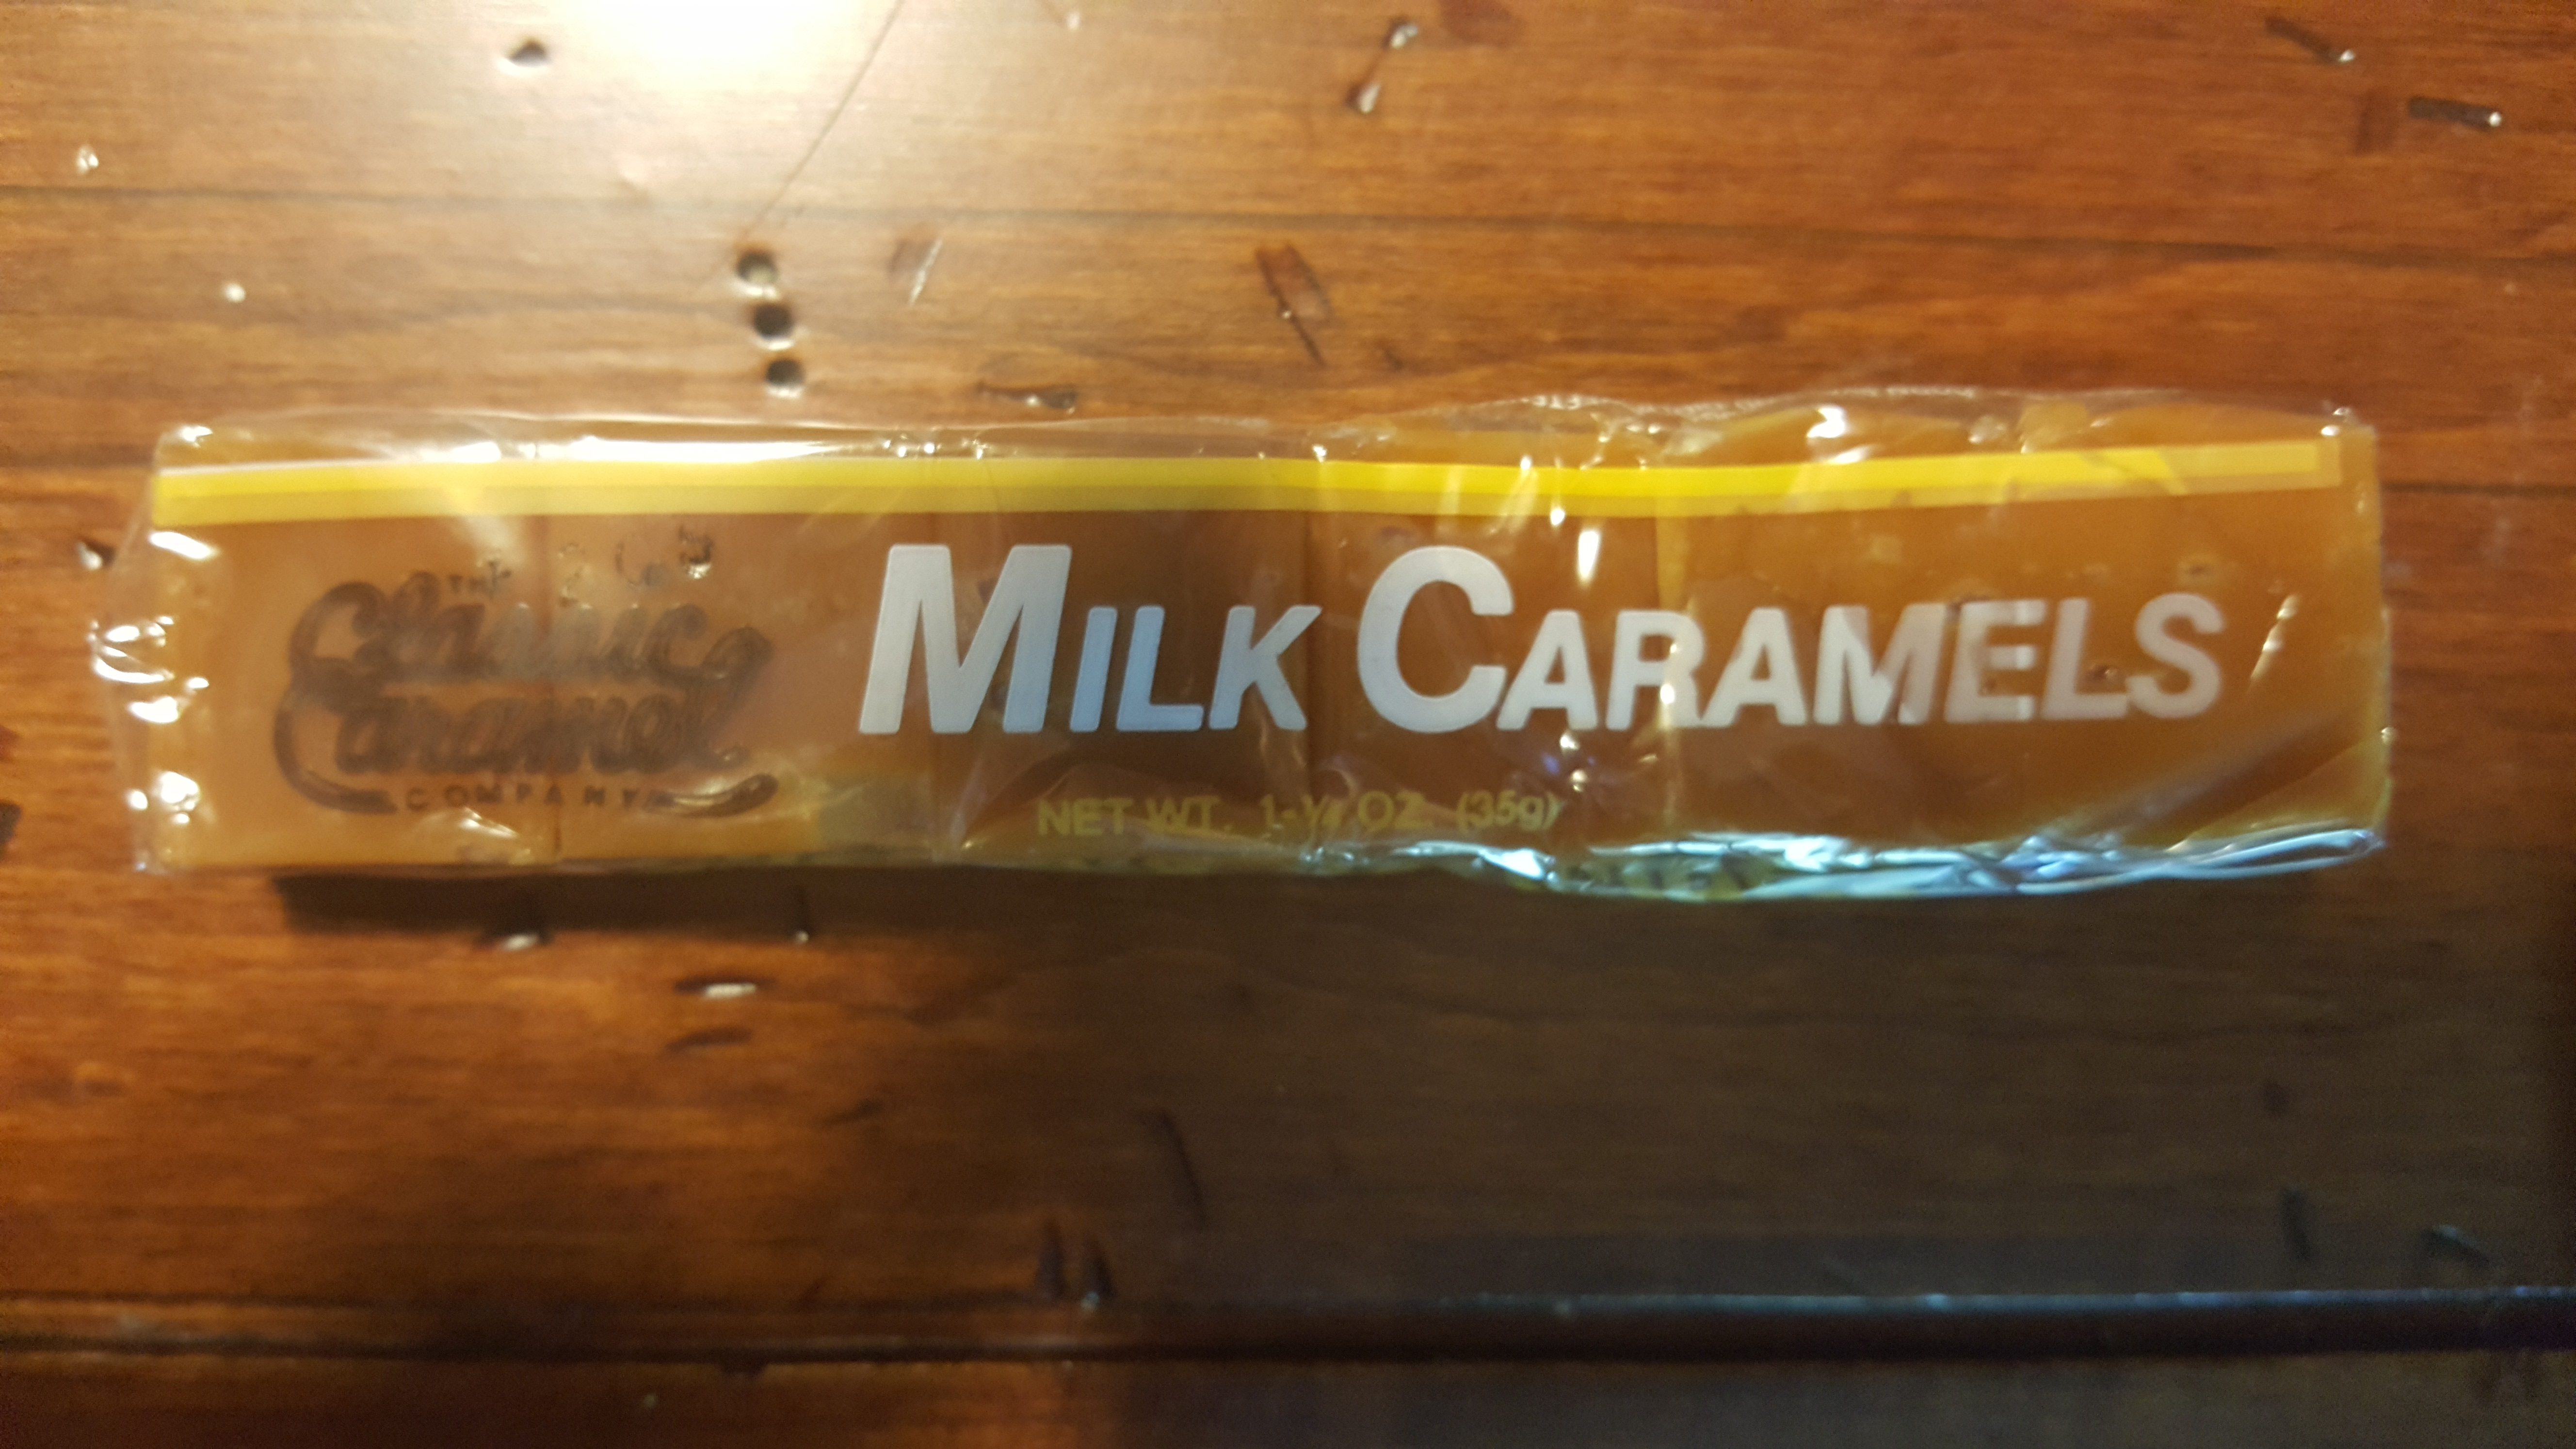 THE
Classic
Caramel
COMPANY
MILK CARAMELS
NET WT. 1-¼ OZ. (35g)